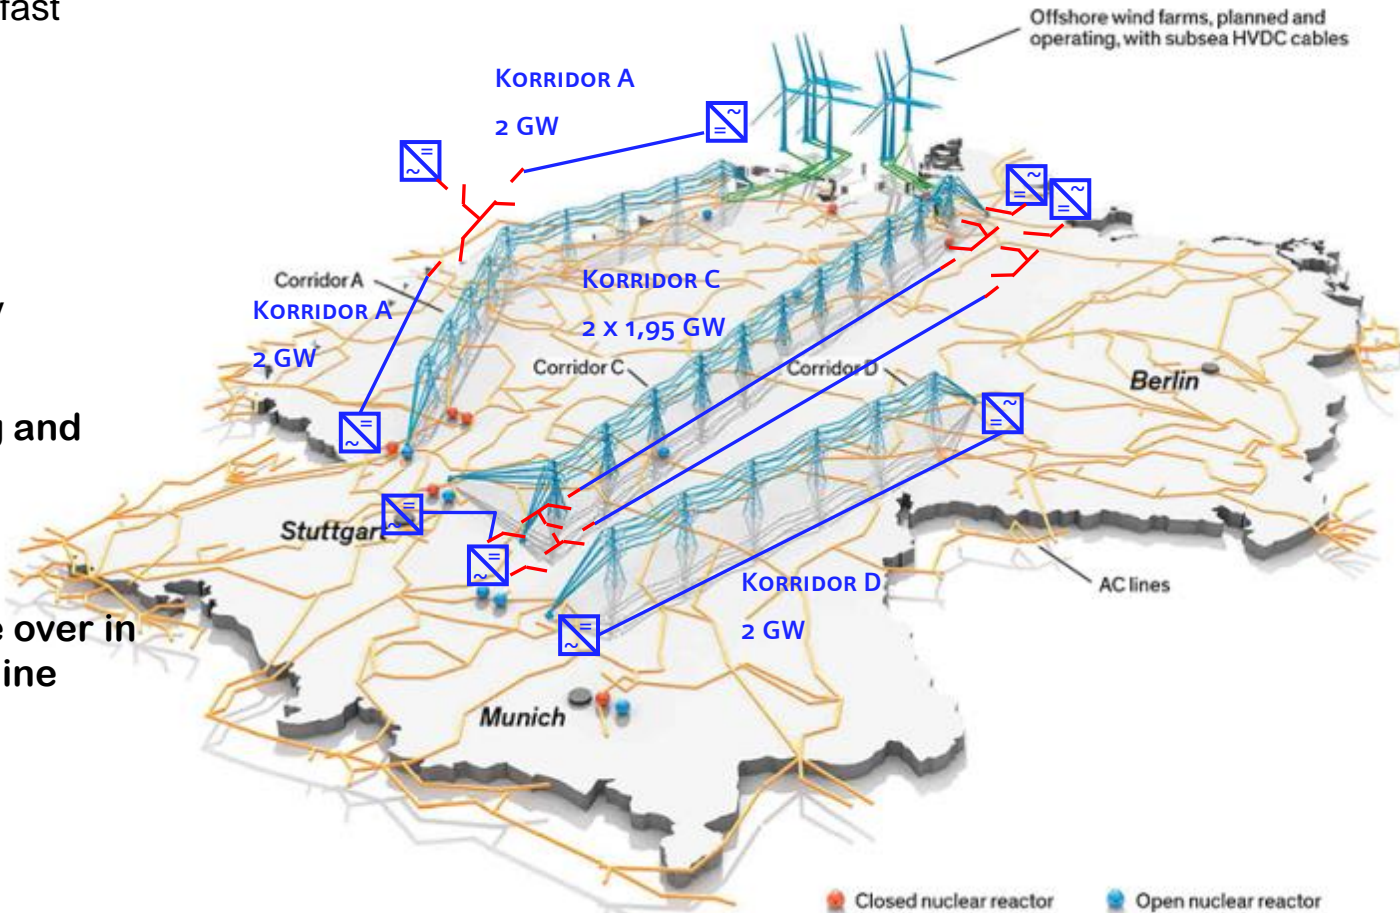 fast
Offshore wind farms, planned and
operating, with subsea HVDC cables
KORRIDOR A
2 GW
Corridor A
KORRIDOR A
2 GW
KORRIDOR C
2 x 1,95 GW
Corridor C
Corridor D
Berlin
y
g and
Stuttgart
KORRIDOR D
2 GW
AC lines
e over in
ine
Munich
Closed nuclear reactor
Open nuclear reactor